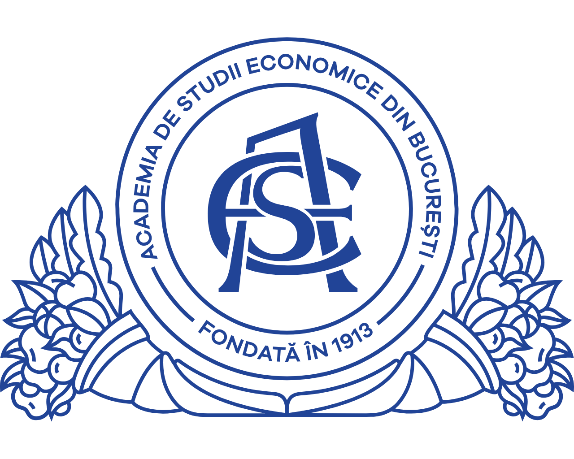 ACADEMIA DE STUDII ECONOMICE DIN BUCUREȘTI
ASE
FONDATĂ ÎN 1913